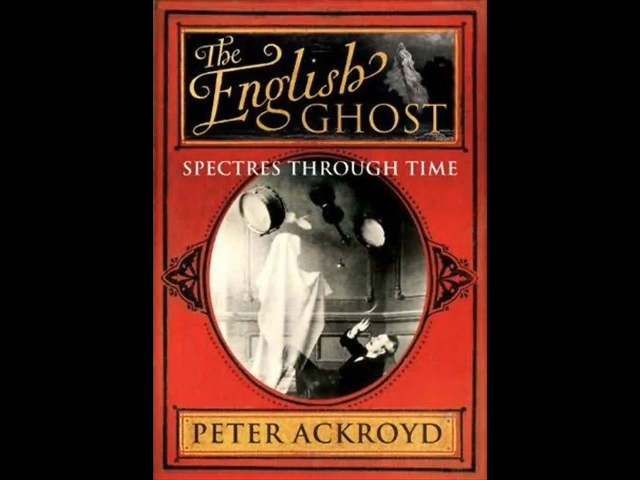 The
English
GHOST
SPECTRES THROUGH TIME
PETER ACKROYD